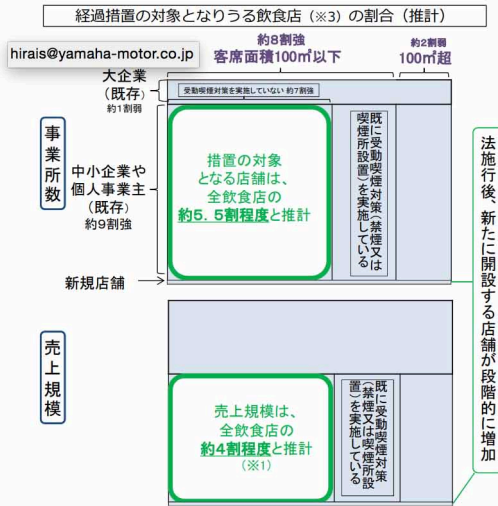 経過措置の対象となりうる飲食店（※3）の割合（推計）
hirais@yamaha-motor.co.jp
約8割強
客席面積100㎡以下
約2割弱
100㎡超
大企業
（既存）
約1割弱
受動喫煙対策を実施していない 約7割強
事業所数
中小企業や
個人事業主
（既存）
約9割強
措置の対象
となる店舗は、
全飲食店の
約5.5割程度と推計
既に受動喫煙対策（禁煙又は
喫煙所設置）を実施している
新規店舗
法施行後、新たに開設する店舗が段階的に増加
売上規模
売上規模は、
全飲食店の
約4割程度と推計
（※1）
既に受動喫煙対策
（禁煙又は喫煙所設
置）を実施している